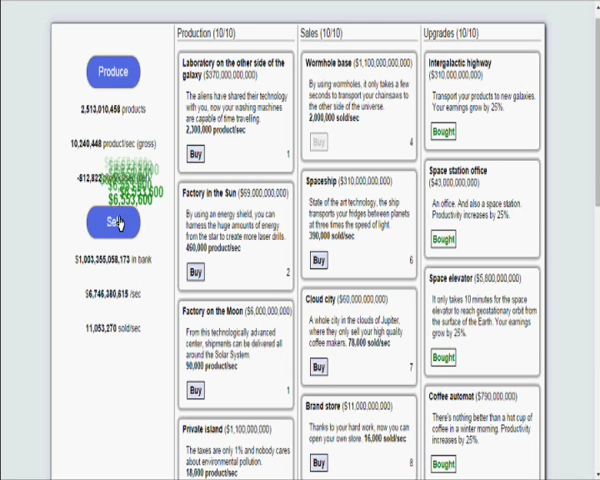 Produce
2,513,010,458 products
10,240,448 product/sec (gross)
$6,553,600
$1,003,355,058,173 in bank
$6,746,380,615 /sec
11,053,270 sold/sec
Production (10/10)
Laboratory on the other side of the
galaxy ($370,000,000,000)
The aliens have shared their technology
with you, now your washing machines
are capable of time travelling.
2,300,000 product/sec
Buy
1
Factory in the Sun ($69,000,000,000)
By using an energy shield, you can
harness the huge amounts of energy
from the star to create more laser drills.
460,000 product/sec
Buy
2
Factory on the Moon ($6,000,000,000)
From this technologically advanced
center, shipments can be delivered all
around the Solar System.
90,000 product/sec
Buy
1
Private island ($1,100,000,000)
The taxes are only 1% and nobody cares
about environmental pollution.
18,000 product/sec
Sales (10/10)
Wormhole base ($1,100,000,000,000)
By using wormholes, it only takes a few
seconds to transport your chainsaws to
the other side of the universe.
2,000,000 sold/sec
Buy
4
Spaceship ($310,000,000,000)
State of the art technology, the ship
transports your fridges between planets
at three times the speed of light
390,000 sold/sec
Buy
6
Cloud city ($60,000,000,000)
A whole city in the clouds of Jupiter,
where they only sell your high quality
coffee makers. 78,000 sold/sec
Buy
7
Brand store ($11,000,000,000)
Thanks to your hard work, now you can
open your own store. 16,000 sold/sec
Buy
8
Upgrades (10/10)
Intergalactic highway
($310,000,000,000)
Transport your products to new galaxies.
Your earnings grow by 25%.
Bought
Space station office
($43,000,000,000)
An office. And also a space station.
Productivity increases by 25%.
Bought
Space elevator ($5,800,000,000)
It only takes 10 minutes for the space
elevator to reach geostationary orbit from
the surface of the Earth. Your earnings
grow by 25%.
Bought
Coffee automat ($790,000,000)
There's nothing better than a hot cup of
coffee in a winter morning. Productivity
increases by 25%.
Bought